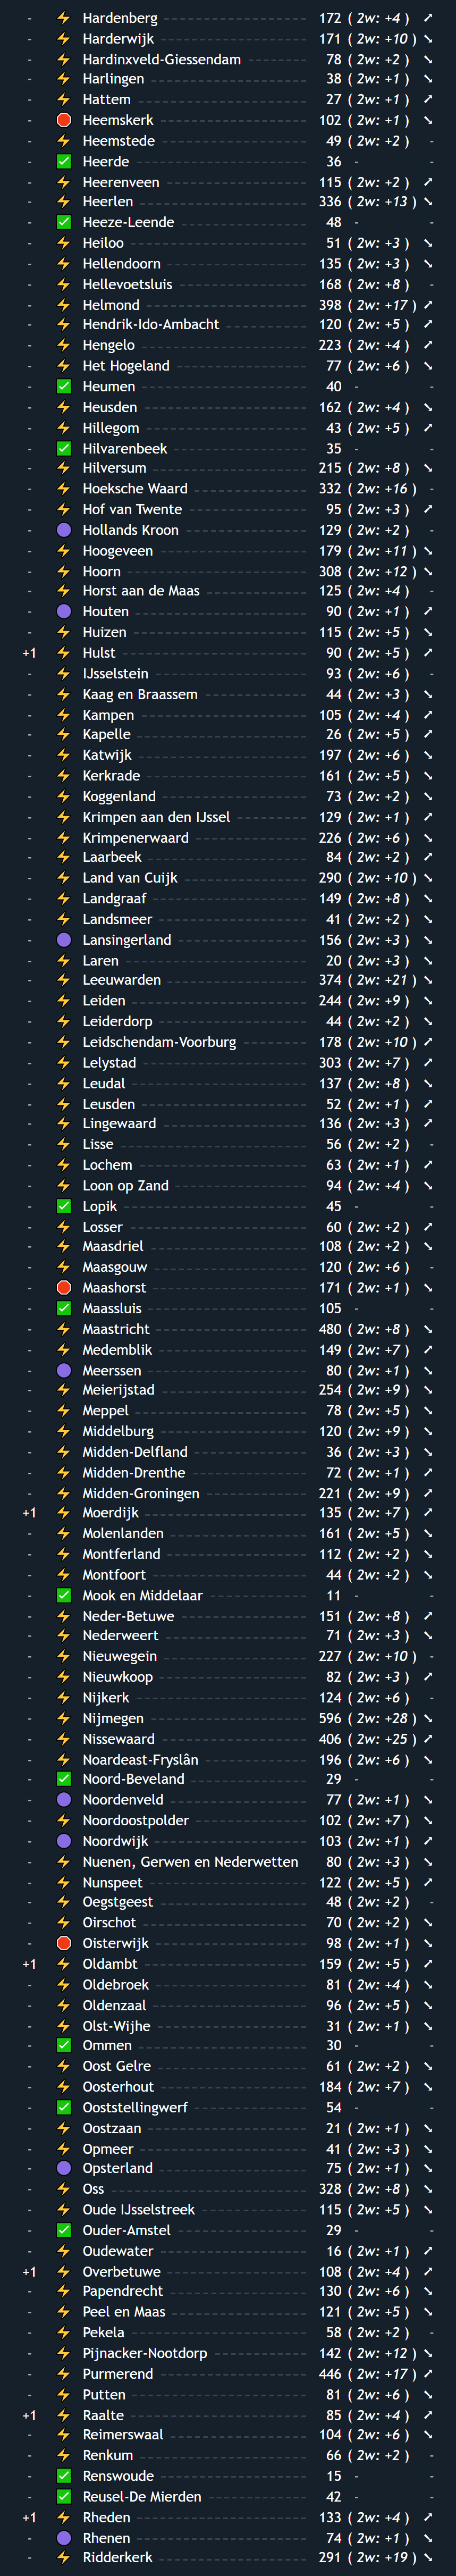 - ⚡ Hardenberg 172 ( 2w: +4 ) ➚
- ⚡ Harderwijk 171 ( 2w: +10 ) ➘
- ⚡ Hardinxveld-Giessendam 78 ( 2w: +2 ) ➘
- ⚡ Harlingen 38 ( 2w: +1 ) ➘
- ⚡ Hattem 27 ( 2w: +1 ) ➚
- 🛑 Heemskerk 102 ( 2w: +1 ) ➘
- ⚡ Heemstede 49 ( 2w: +2 ) -
- ✅ Heerde 36 - -
- ⚡ Heerenveen 115 ( 2w: +2 ) ➚
- ⚡ Heerlen 336 ( 2w: +13 ) ➘
- ✅ Heeze-Leende 48 - -
- ⚡ Heiloo 51 ( 2w: +3 ) ➘
- ⚡ Hellendoorn 135 ( 2w: +3 ) ➘
- ⚡ Hellevoetsluis 168 ( 2w: +8 ) -
- ⚡ Helmond 398 ( 2w: +17 ) ➚
- ⚡ Hendrik-Ido-Ambacht 120 ( 2w: +5 ) ➚
- ⚡ Hengelo 223 ( 2w: +4 ) ➚
- ⚡ Het Hogeland 77 ( 2w: +6 ) ➘
- ✅ Heumen 40 - -
- ⚡ Heusden 162 ( 2w: +4 ) ➘
- ⚡ Hillegom 43 ( 2w: +5 ) ➚
- ✅ Hilvarenbeek 35 - -
- ⚡ Hilversum 215 ( 2w: +8 ) ➘
- ⚡ Hoeksche Waard 332 ( 2w: +16 ) -
- ⚡ Hof van Twente 95 ( 2w: +3 ) ➚
- 🟣 Hollands Kroon 129 ( 2w: +2 ) -
- ⚡ Hoogeveen 179 ( 2w: +11 ) ➘
- ⚡ Hoorn 308 ( 2w: +12 ) ➘
- ⚡ Horst aan de Maas 125 ( 2w: +4 ) -
- 🟣 Houten 90 ( 2w: +1 ) ➚
- ⚡ Huizen 115 ( 2w: +5 ) ➘
+1 ⚡ Hulst 90 ( 2w: +5 ) ➚
- ⚡ IJsselstein 93 ( 2w: +6 ) -
- ⚡ Kaag en Braassem 44 ( 2w: +3 ) ➘
- ⚡ Kampen 105 ( 2w: +4 ) ➚
- ⚡ Kapelle 26 ( 2w: +5 ) ➚
- ⚡ Katwijk 197 ( 2w: +6 ) ➘
- ⚡ Kerkrade 161 ( 2w: +5 ) ➘
- ⚡ Koggenland 73 ( 2w: +2 ) ➘
- ⚡ Krimpen aan den IJssel 129 ( 2w: +1 ) ➚
- ⚡ Krimpenerwaard 226 ( 2w: +6 ) ➘
- ⚡ Laarbeek 84 ( 2w: +2 ) ➚
- ⚡ Land van Cuijk 290 ( 2w: +10 ) ➘
- ⚡ Landgraaf 149 ( 2w: +8 ) ➘
- ⚡ Landsmeer 41 ( 2w: +2 ) ➘
- 🟣 Lansingerland 156 ( 2w: +3 ) ➘
- ⚡ Laren 20 ( 2w: +3 ) ➘
- ⚡ Leeuwarden 374 ( 2w: +21 ) ➘
- ⚡ Leiden 244 ( 2w: +9 ) ➘
- ⚡ Leiderdorp 44 ( 2w: +2 ) ➘
- ⚡ Leidschendam-Voorburg 178 ( 2w: +10 ) ➚
- ⚡ Lelystad 303 ( 2w: +7 ) ➚
- ⚡ Leudal 137 ( 2w: +8 ) ➘
- ⚡ Leusden 52 ( 2w: +1 ) ➚
- ⚡ Lingewaard 136 ( 2w: +3 ) ➚
- ⚡ Lisse 56 ( 2w: +2 ) -
- ⚡ Lochem 63 ( 2w: +1 ) ➚
- ⚡ Loon op Zand 94 ( 2w: +4 ) ➘
- ✅ Lopik 45 - -
- ⚡ Losser 60 ( 2w: +2 ) ➚
- ⚡ Maasdriel 108 ( 2w: +2 ) ➘
- ⚡ Maasgouw 120 ( 2w: +6 ) -
- 🛑 Maashorst 171 ( 2w: +1 ) ➘
- ✅ Maassluis 105 - -
- ⚡ Maastricht 480 ( 2w: +8 ) ➘
- ⚡ Medemblik 149 ( 2w: +7 ) ➚
- 🟣 Meerssen 80 ( 2w: +1 ) ➘
- ⚡ Meierijstad 254 ( 2w: +9 ) ➘
- ⚡ Meppel 78 ( 2w: +5 ) ➘
- ⚡ Middelburg 120 ( 2w: +9 ) ➘
- ⚡ Midden-Delfland 36 ( 2w: +3 ) ➘
- ⚡ Midden-Drenthe 72 ( 2w: +1 ) ➚
- ⚡ Midden-Groningen 221 ( 2w: +9 ) ➚
+1 ⚡ Moerdijk 135 ( 2w: +7 ) ➚
- ⚡ Molenlanden 161 ( 2w: +5 ) ➘
- ⚡ Montferland 112 ( 2w: +2 ) ➘
- ⚡ Montfoort 44 ( 2w: +2 ) ➘
- ✅ Mook en Middelaar 11 - -
- ⚡ Neder-Betuwe 151 ( 2w: +8 ) ➚
- ⚡ Nederweert 71 ( 2w: +3 ) ➘
- ⚡ Nieuwegein 227 ( 2w: +10 ) -
- ⚡ Nieuwkoop 82 ( 2w: +3 ) ➚
- ⚡ Nijkerk 124 ( 2w: +6 ) -
- ⚡ Nijmegen 596 ( 2w: +28 ) ➘
- ⚡ Nissewaard 406 ( 2w: +25 ) ➚
- ⚡ Noardeast-Fryslân 196 ( 2w: +6 ) ➘
- ✅ Noord-Beveland 29 - -
- 🟣 Noordenveld 77 ( 2w: +1 ) ➘
- ⚡ Noordoostpolder 102 ( 2w: +7 ) ➘
- 🟣 Noordwijk 103 ( 2w: +1 ) ➚
- ⚡ Nuenen, Gerwen en Nederwetten 80 ( 2w: +3 ) ➘
- ⚡ Nunspeet 122 ( 2w: +5 ) ➚
- ⚡ Oegstgeest 48 ( 2w: +2 ) -
- ⚡ Oirschot 70 ( 2w: +2 ) ➘
- 🛑 Oisterwijk 98 ( 2w: +1 ) ➘
+1 ⚡ Oldambt 159 ( 2w: +5 ) ➚
- ⚡ Oldebroek 81 ( 2w: +4 ) ➘
- ⚡ Oldenzaal 96 ( 2w: +5 ) ➘
- ⚡ Olst-Wijhe 31 ( 2w: +1 ) ➘
- ✅ Ommen 30 - -
- ⚡ Oost Gelre 61 ( 2w: +2 ) ➘
- ⚡ Oosterhout 184 ( 2w: +7 ) ➘
- ✅ Ooststellingwerf 54 - -
- ⚡ Oostzaan 21 ( 2w: +1 ) ➘
- ⚡ Opmeer 41 ( 2w: +3 ) ➘
- 🟣 Opsterland 75 ( 2w: +1 ) ➘
- ⚡ Oss 328 ( 2w: +8 ) ➘
- ⚡ Oude IJsselstreek 115 ( 2w: +5 ) ➘
- ✅ Ouder-Amstel 29 - -
- ⚡ Oudewater 16 ( 2w: +1 ) ➚
+1 ⚡ Overbetuwe 108 ( 2w: +4 ) ➚
- ⚡ Papendrecht 130 ( 2w: +6 ) ➘
- ⚡ Peel en Maas 121 ( 2w: +5 ) ➘
- ⚡ Pekela 58 ( 2w: +2 ) -
- ⚡ Pijnacker-Nootdorp 142 ( 2w: +12 ) ➘
- ⚡ Purmerend 446 ( 2w: +17 ) ➚
- ⚡ Putten 81 ( 2w: +6 ) ➘
+1 ⚡ Raalte 85 ( 2w: +4 ) ➚
- ⚡ Reimerswaal 104 ( 2w: +6 ) ➘
- ⚡ Renkum 66 ( 2w: +2 ) -
- ✅ Renswoude 15 - -
- ✅ Reusel-De Mierden 42 - -
+1 ⚡ Rheden 133 ( 2w: +4 ) ➚
- 🟣 Rhenen 74 ( 2w: +1 ) ➘
- ⚡ Ridderkerk 291 ( 2w: +19 ) ➘